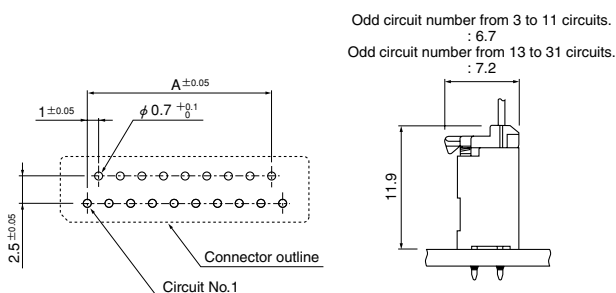 Odd circuit number from 3 to 11 circuits.
: 6.7
Odd circuit number from 13 to 31 circuits.
: 7.2
A±0.05
1±0.05
φ 0.7 +0.1 0
11.9
2.5±0.05
Connector outline
Circuit No.1